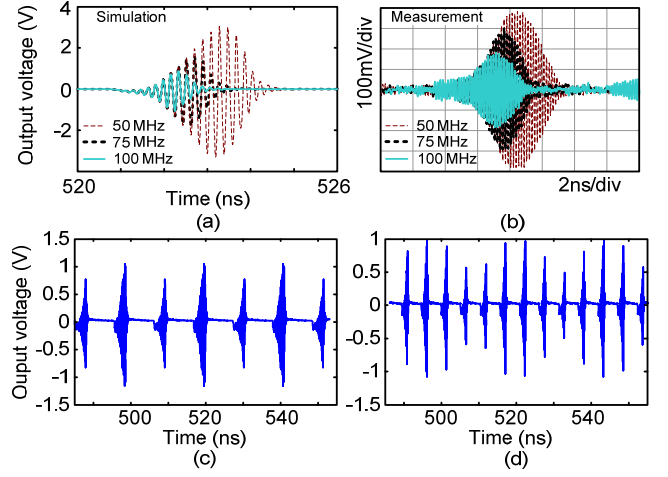 Simulation
Output voltage (V)
4
2
0
-2
50 MHz
75 MHz
100 MHz
520
526
Time (ns)
(a)
Measurement
100mV/div
50 MHz
75 MHz
100 MHz
2ns/div
(b)
Ouput voltage (V)
1.5
1
0.5
0
-0.5
-1
-1.5
500
520
540
Time (ns)
(c)
1
0.5
0
-0.5
-1
-1.5
500
520
540
Time (ns)
(d)